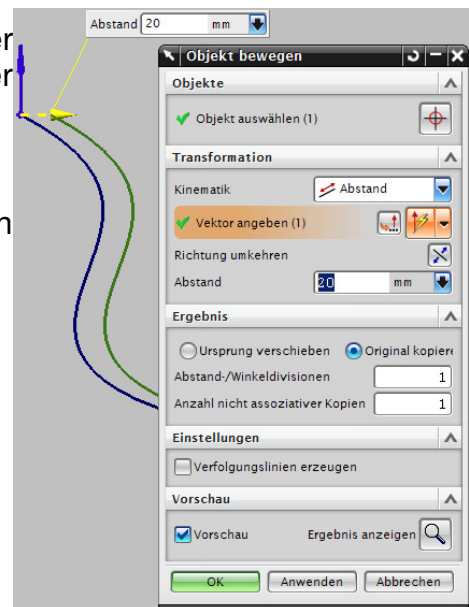 Abstand 20 mm
er
er
n
Objekt bewegen
Objekte
Objekt auswählen (1)
Transformation
Kinematik Abstand
Vektor angeben (1)
Richtung umkehren
Abstand 20 mm
Ergebnis
Ursprung verschieben Original kopiere
Abstand-/Winkeldivisionen 1
Anzahl nicht assoziativer Kopien 1
Einstellungen
Verfolgungslinien erzeugen
Vorschau
Vorschau Ergebnis anzeigen
OK Anwenden Abbrechen